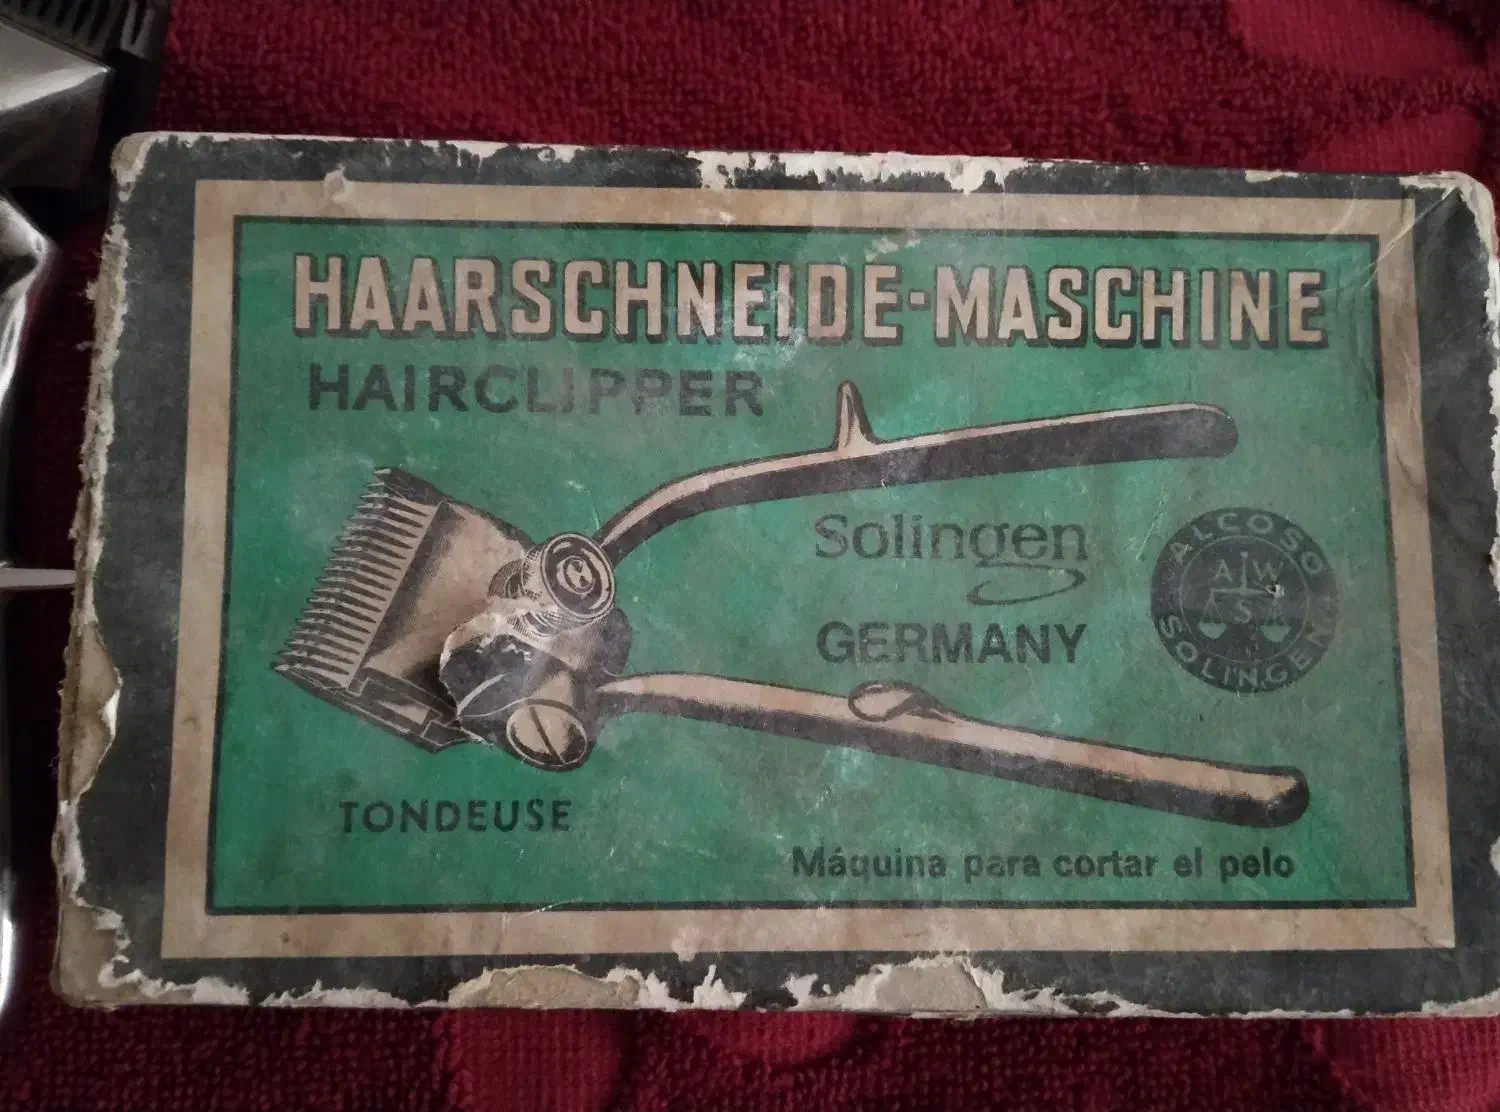 HAARSCHNEIDE-MASCHINE
HAIRCLIPPER
Solingen
GERMANY
ALCOSO
A W
S
SOLINGEN
TONDEUSE
Máquina para cortar el pelo